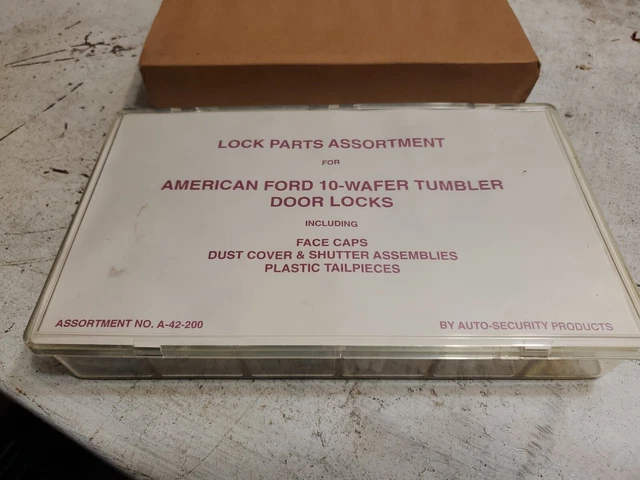 LOCK PARTS ASSORTMENT
FOR
AMERICAN FORD 10-WAFER TUMBLER
DOOR LOCKS
INCLUDING
FACE CAPS
DUST COVER & SHUTTER ASSEMBLIES
PLASTIC TAILPIECES
ASSORTMENT NO. A-42-200
BY AUTO-SECURITY PRODUCTS